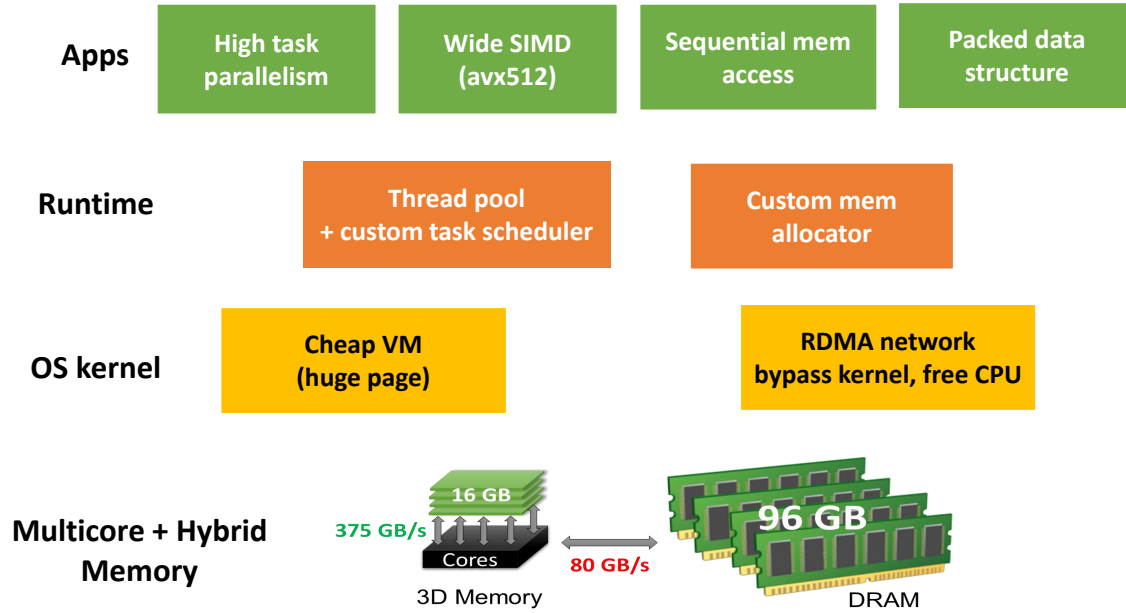 Apps
High task
parallelism
Wide SIMD
(avx512)
Sequential mem
access
Packed data
structure
Runtime
Thread pool
+ custom task scheduler
Custom mem
allocator
OS kernel
Cheap VM
(huge page)
RDMA network
bypass kernel, free CPU
Multicore + Hybrid
Memory
16 GB
375 GB/s
Cores
3D Memory
80 GB/s
96 GB
DRAM